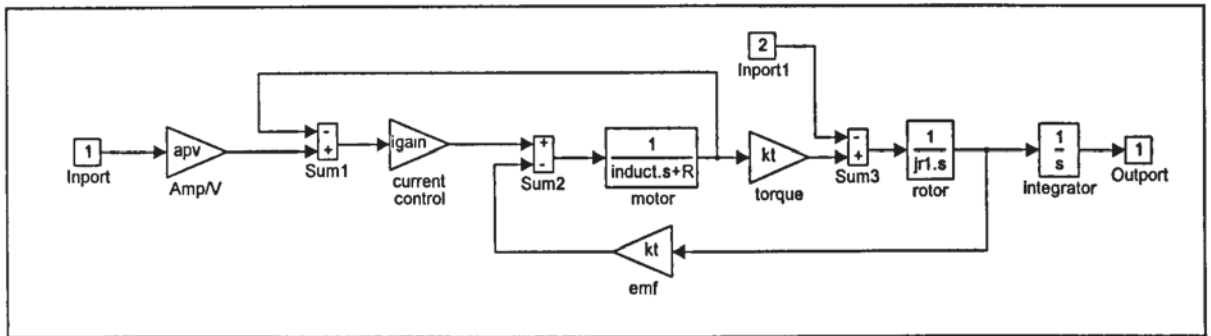 2
Inport1
1
Inport
apv
Amp/V
-
+
Sum1
igain
current
control
+
-
Sum2
1
induct.s+R
motor
kt
torque
-
+
Sum3
1
jr1.s
rotor
1
s
integrator
1
Outport
kt
emf